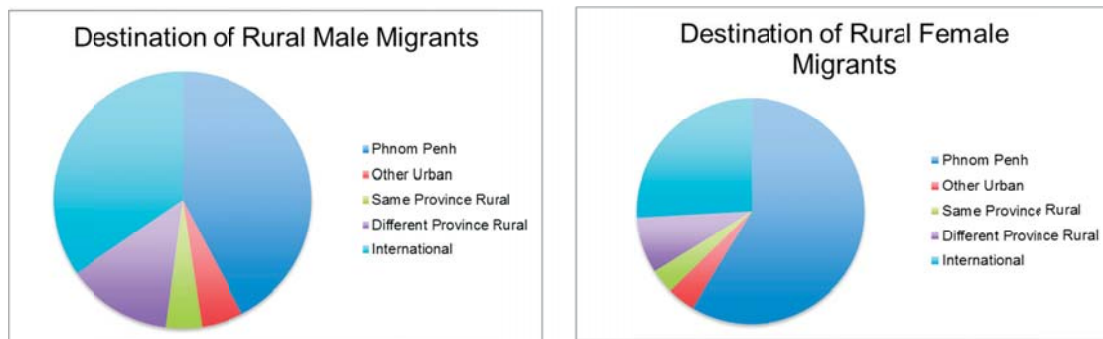 Destination of Rural Male Migrants
Phnom Penh
Other Urban
Same Province Rural
Different Province Rural
International
Destination of Rural Female
Migrants
Phnom Penh
Other Urban
Same Province Rural
Different Province Rural
International